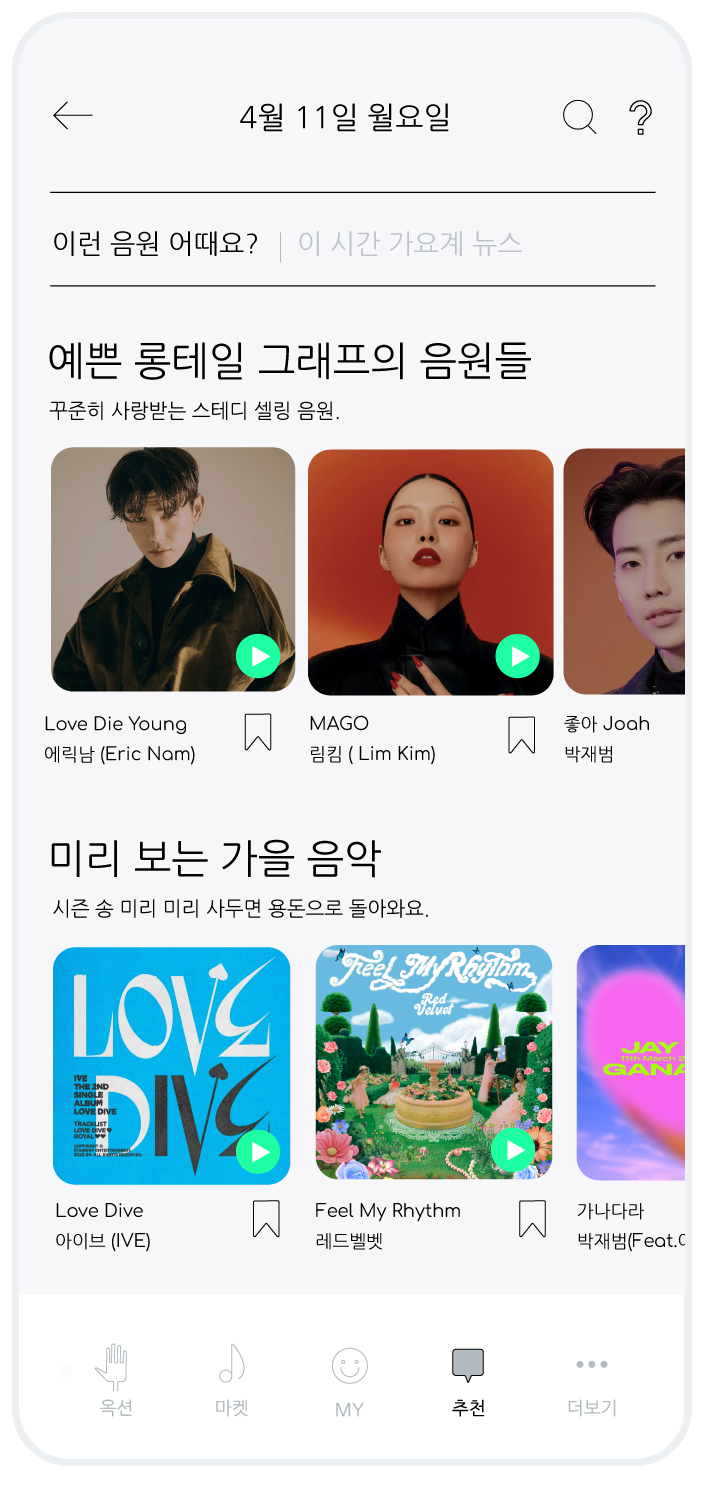 4월 11일 월요일
이런 음원 어때요? 이 시간 가요계 뉴스
예쁜 롱테일 그래프의 음원들
꾸준히 사랑받는 스테디 셀링 음원.
Love Die Young
에릭남 (Eric Nam)
MAGO
림킴 ( Lim Kim)
좋아 Joah
박재범
미리 보는 가을 음악
시즌 송 미리 미리 사두면 용돈으로 돌아와요.
LOVE
DIVE
IVE
THE 2ND
SINGLE
ALBUM
LOVE DIVE
TRACKLIST
LOVE DIVE♥
ROYAL♥♥
Feel My Rhythm
Red
Velvet
JAY
11th March 2
GANA
Love Dive
아이브 (IVE)
Feel My Rhythm
레드벨벳
가나다라
박재범(Feat.
옥션
마켓
MY
추천
더보기